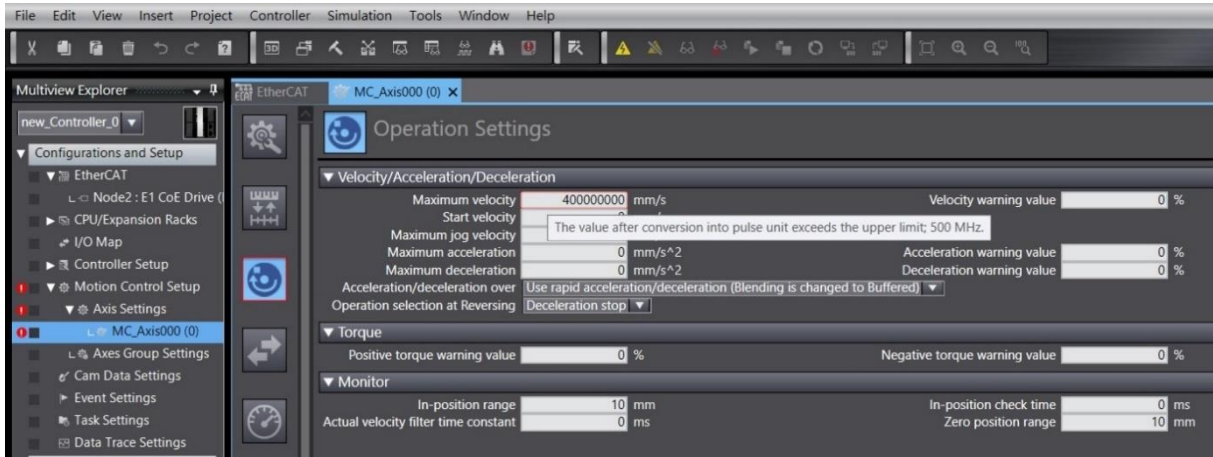 File Edit View Insert Project Controller Simulation Tools Window Help
Multiview Explorer
EtherCAT
MC_Axis000 (0)
new_Controller_0
Operation Settings
Configurations and Setup
EtherCAT
Node2 : E1 CoE Drive (
CPU/Expansion Racks
I/O Map
Controller Setup
Motion Control Setup
Axis Settings
MC_Axis000 (0)
Axes Group Settings
Cam Data Settings
Event Settings
Task Settings
Data Trace Settings
Velocity/Acceleration/Deceleration
Maximum velocity 400000000 mm/s Velocity warning value 0 %
Start velocity
The value after conversion into pulse unit exceeds the upper limit; 500 MHz.
Maximum jog velocity
Maximum acceleration 0 mm/s^2 Acceleration warning value 0 %
Maximum deceleration 0 mm/s^2 Deceleration warning value 0 %
Acceleration/deceleration over Use rapid acceleration/deceleration (Blending is changed to Buffered)
Operation selection at Reversing Deceleration stop
Torque
Positive torque warning value 0 % Negative torque warning value 0 %
Monitor
In-position range 10 mm In-position check time 0 ms
Actual velocity filter time constant 0 ms Zero position range 10 mm